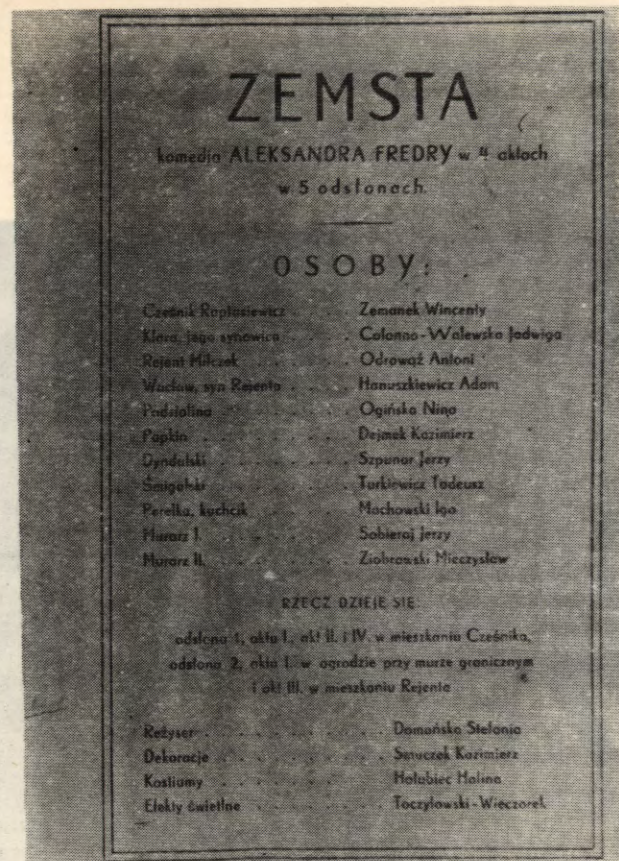 ZEMSTA
komedia ALEKSANDRA FREDRY w 4 aktach
w 5 odsłonach.
OSOBY:
Cześnik Raptusiewicz . . . . Zemanek Wincenty
Klara, jego synowica . . . . Colonna-Walewska Jadwiga
Rejent Milczek . . . . . . . Odrowąż Antoni
Wacław, syn Rejenta . . . . Hanuszkiewicz Adam
Podstolina . . . . . . . . Ogińska Nina
Papkin . . . . . . . . . Dejmek Kazimierz
Dyndalski . . . . . . . . Szpunar Jerzy
Śmigalski . . . . . . . . Turkiewicz Tadeusz
Perełka, kuchcik . . . . . Machowski Igo
Murarz I. . . . . . . . . Sobieraj Jerzy
Murarz II. . . . . . . . . Ziobrowski Mieczysław
RZECZ DZIEJE SIĘ:
odsłona 1, aktu I., akt II. i IV. w mieszkaniu Cześnika,
odsłona 2, aktu I. w ogrodzie przy murze granicznym
i akt III. w mieszkaniu Rejenta
Reżyser . . . . . . . . . Domańska Stefania
Dekoracje . . . . . . . . Kazimierz
Kostiumy . . . . . . . . Hołubiec Halina
Efekty świetlne . . . . . . Toczyłowski-Wieczorek